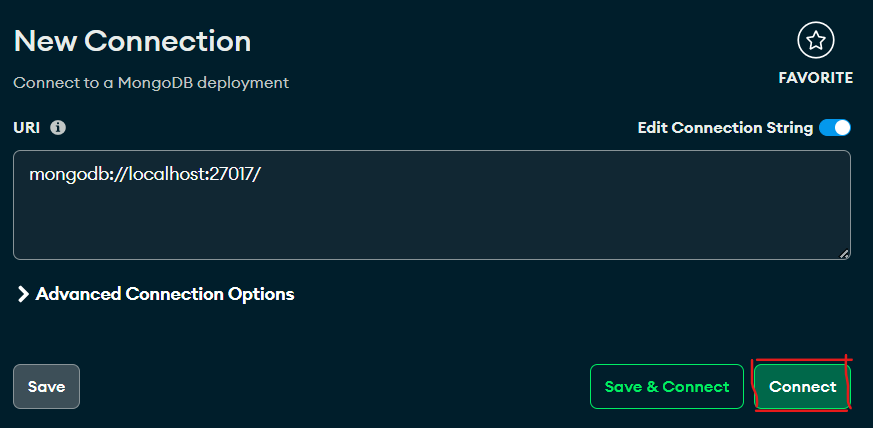 New Connection
FAVORITE
Connect to a MongoDB deployment
URI
Edit Connection String
mongodb://localhost:27017/
Advanced Connection Options
Save
Save & Connect
Connect